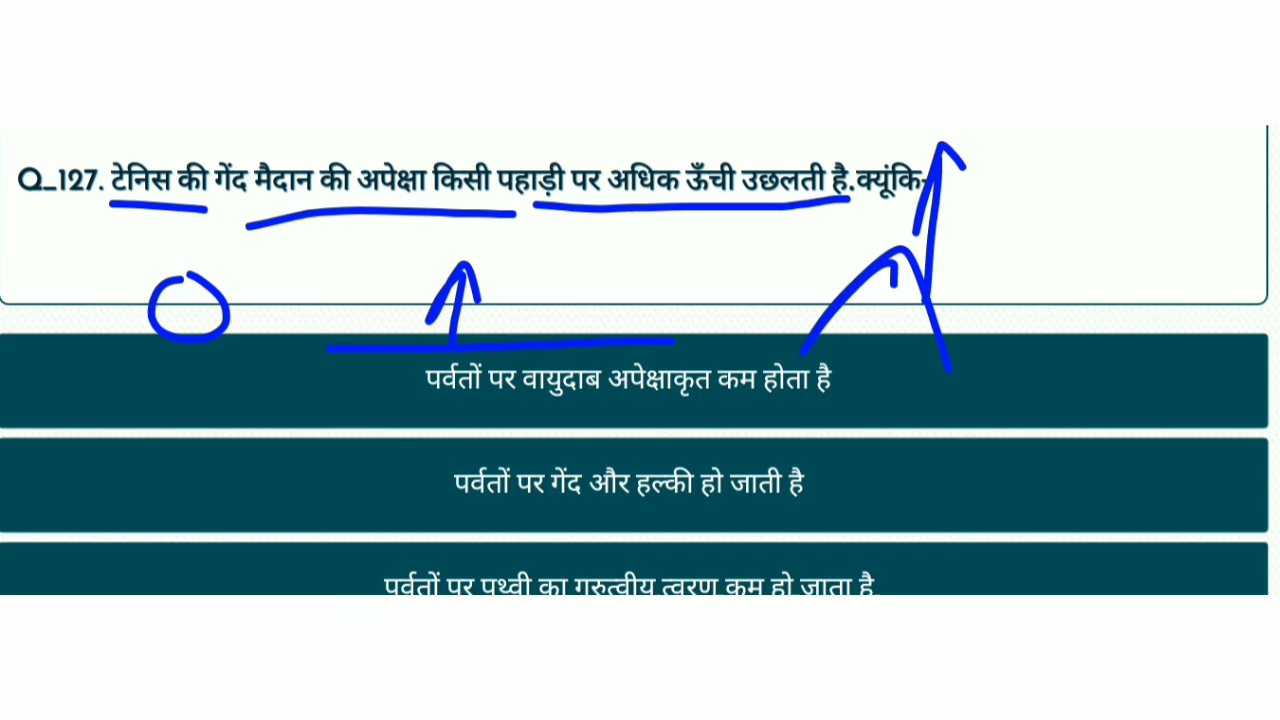 Q_127. टेनिस की गेंद मैदान की अपेक्षा किसी पहाड़ी पर अधिक ऊँची उछलती है.क्यूंकि-
पर्वतों पर वायुदाब अपेक्षाकृत कम होता है
पर्वतों पर गेंद और हल्की हो जाती है
पर्वतों पर पृथ्वी का गुरुत्वीय त्वरण कम हो जाता है